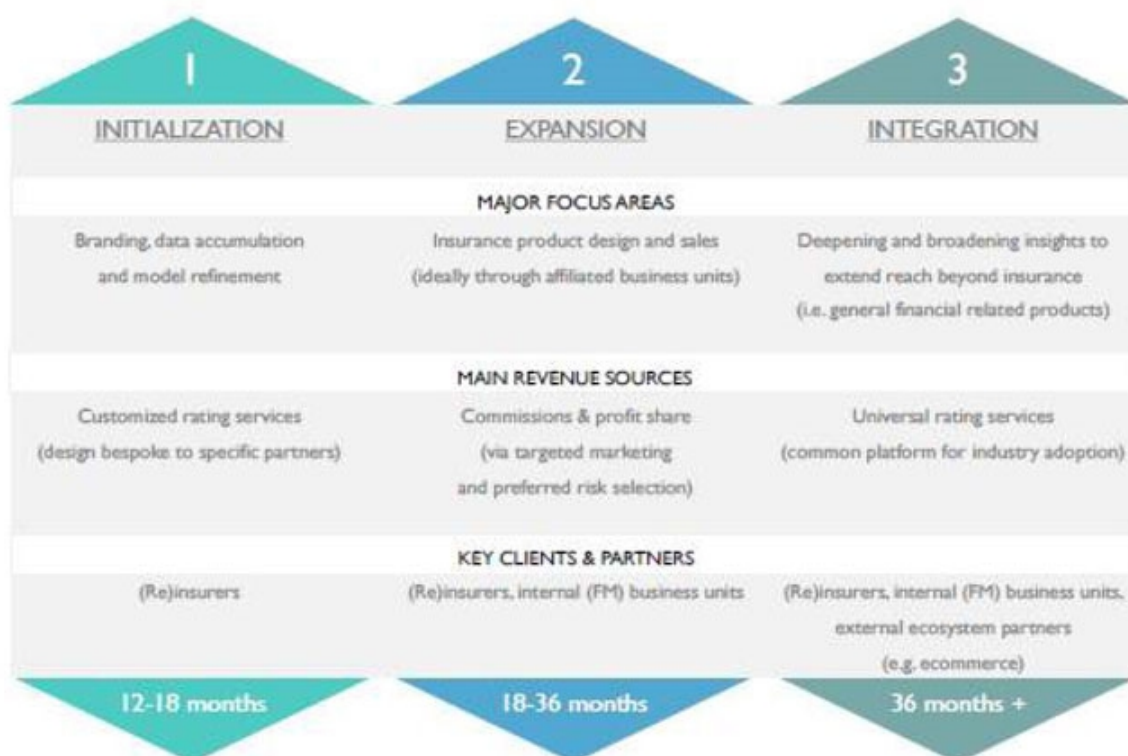 1
2
3
INITIALIZATION
EXPANSION
INTEGRATION
MAJOR FOCUS AREAS
Branding, data accumulation
and model refinement
Insurance product design and sales
(ideally through affiliated business units)
Deepening and broadening insights to
extend reach beyond insurance
(i.e. general financial related products)
MAIN REVENUE SOURCES
Customized rating services
(design bespoke to specific partners)
Commissions & profit share
(via targeted marketing
and preferred risk selection)
Universal rating services
(common platform for industry adoption)
KEY CLIENTS & PARTNERS
(Re)insurers
(Re)insurers, internal (FM) business units
(Re)insurers, internal (FM) business units,
external ecosystem partners
(e.g. ecommerce)
12-18 months
18-36 months
36 months +